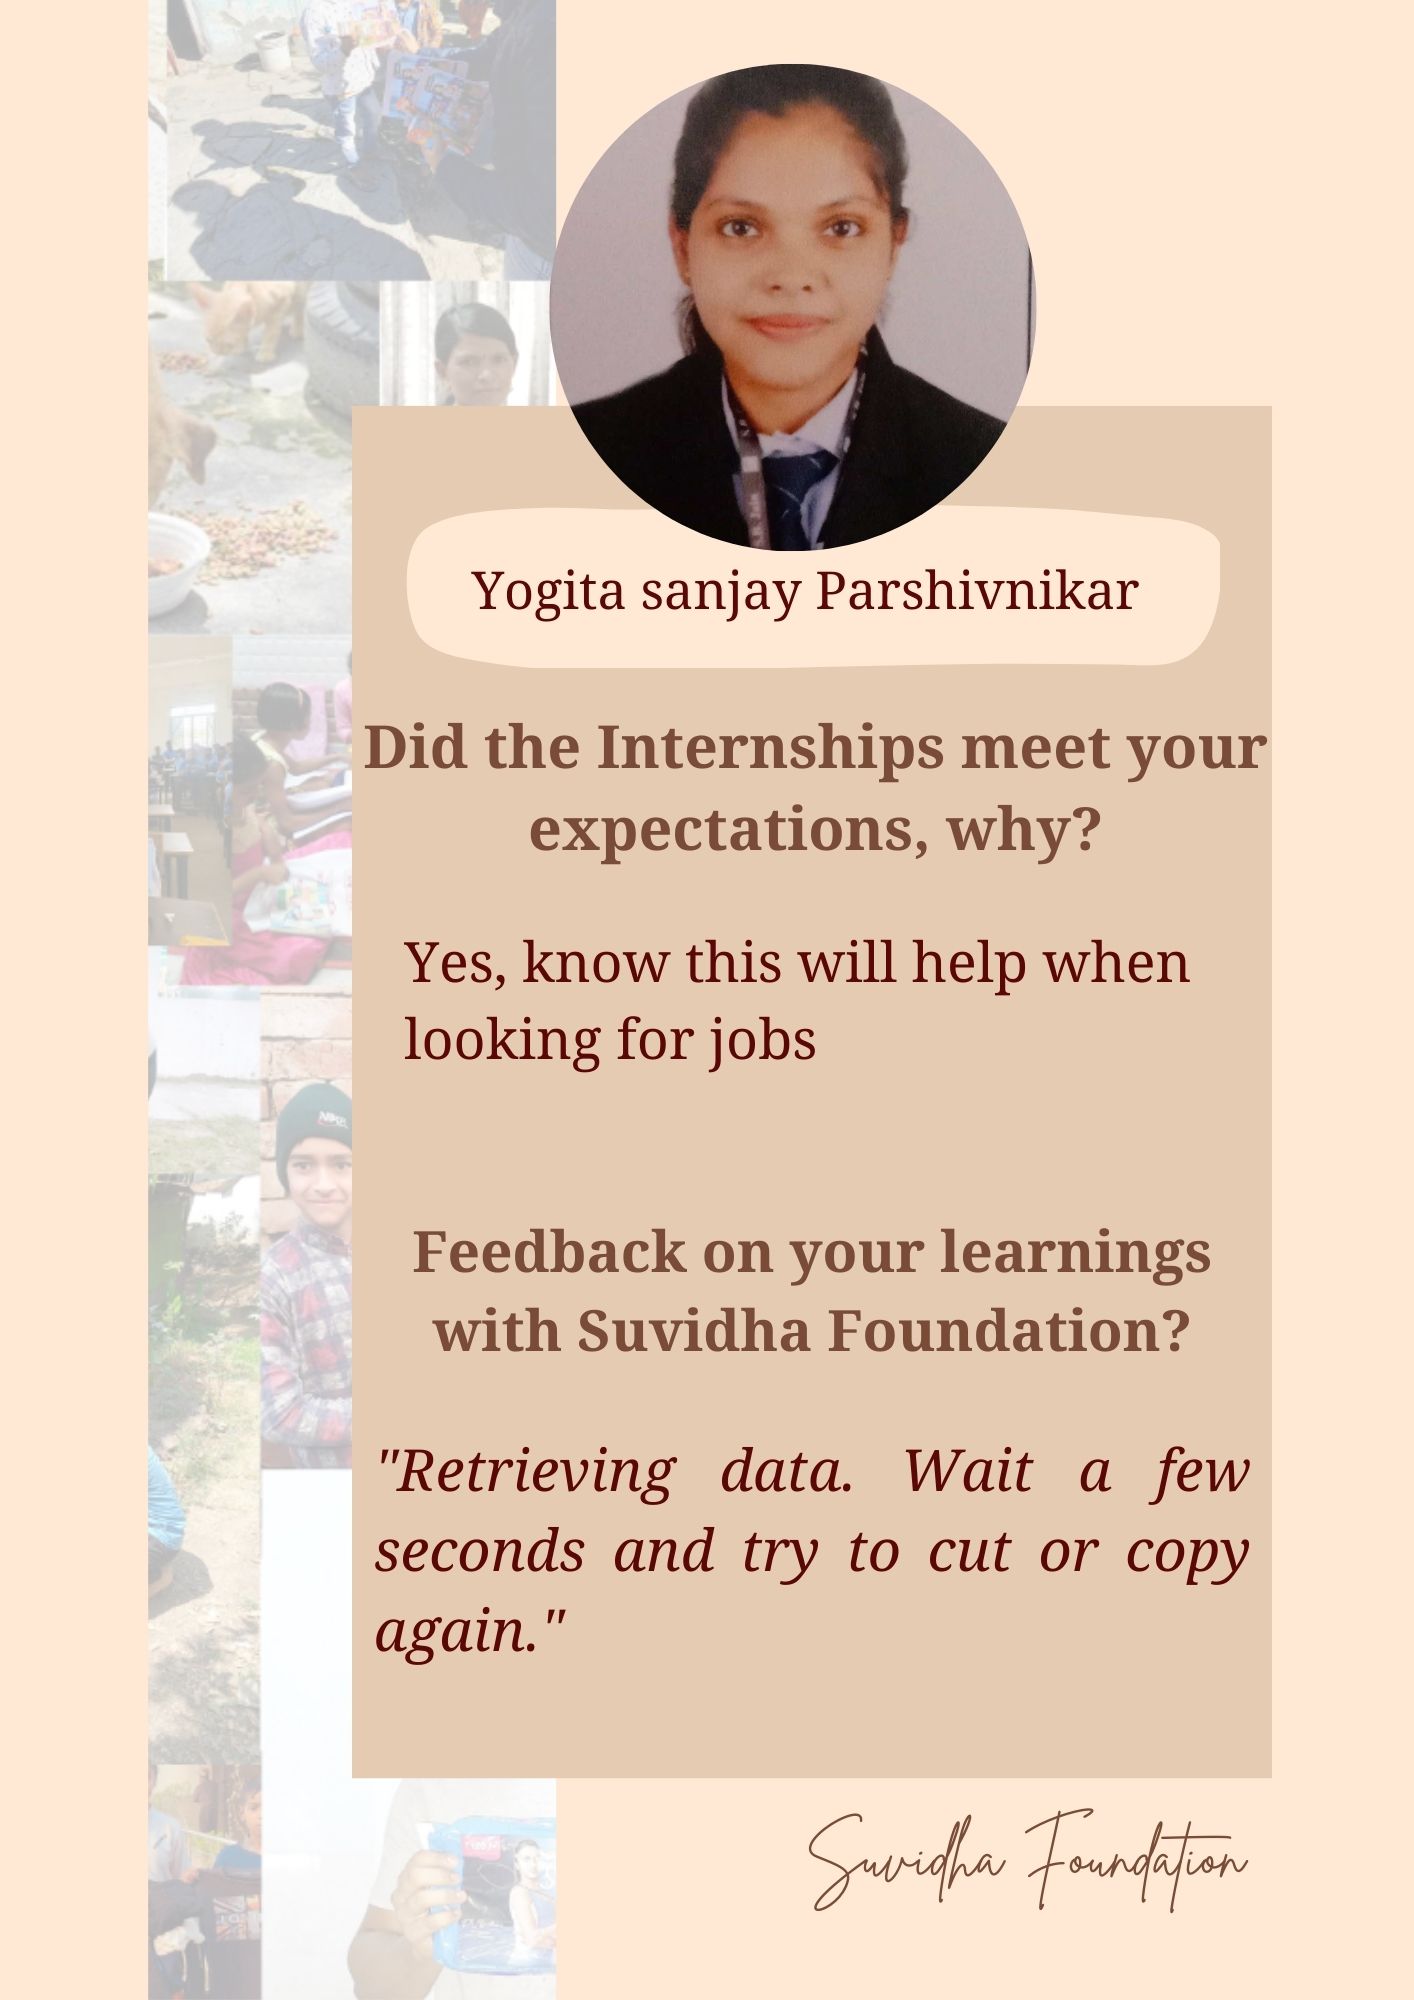 Yogita sanjay Parshivnikar
Did the Internships meet your
expectations, why?
Yes, know this will help when
looking for jobs
Feedback on your learnings
with Suvidha Foundation?
"Retrieving data. Wait a few
seconds and try to cut or copy
again."
Suvidha Foundation